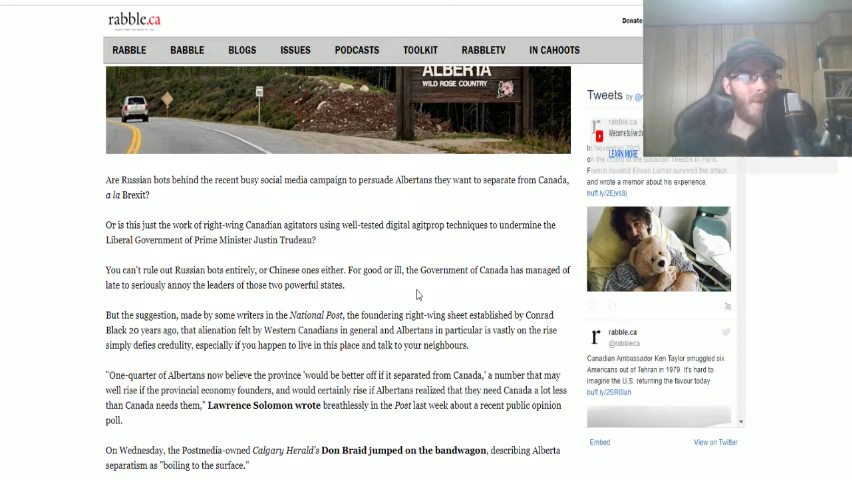 rabble.ca
Donate
RABBLE BABBLE BLOGS ISSUES PODCASTS TOOLKIT RABBLETV IN CAHOOTS
ALBERTA
WILD ROSE COUNTRY
Tweets by
rabble.ca
LEARN MORE
French novelist Erwan Larher survived the attack
and wrote a memoir about his experience.
buff.ly/2Ejvs8j
Are Russian bots behind the recent busy social media campaign to persuade Albertans they want to separate from Canada,
a la Brexit?
Or is this just the work of right-wing Canadian agitators using well-tested digital agitprop techniques to undermine the
Liberal Government of Prime Minister Justin Trudeau?
You can't rule out Russian bots entirely, or Chinese ones either. For good or ill, the Government of Canada has managed of
late to seriously annoy the leaders of those two powerful states.
But the suggestion, made by some writers in the National Post, the foundering right-wing sheet established by Conrad
Black 20 years ago, that alienation felt by Western Canadians in general and Albertans in particular is vastly on the rise
simply defies credulity, especially if you happen to live in this place and talk to your neighbours.
"One-quarter of Albertans now believe the province 'would be better off if it separated from Canada,' a number that may
well rise if the provincial economy founders, and would certainly rise if Albertans realized that they need Canada a lot less
than Canada needs them," Lawrence Solomon wrote breathlessly in the Post last week about a recent public opinion
poll.
On Wednesday, the Postmedia-owned Calgary Herald's Don Braid jumped on the bandwagon, describing Alberta
separatism as "boiling to the surface."
rabble.ca
@rabbleca
Canadian Ambassador Ken Taylor smuggled six
Americans out of Tehran in 1979. It's hard to
imagine the U.S. returning the favour today.
buff.ly/2SRI8ah
Embed View on Twitter